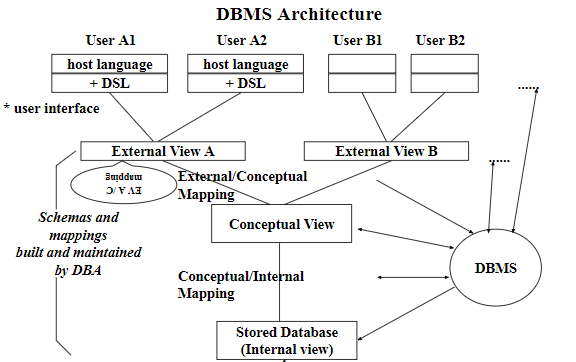 DBMS Architecture
User A1 User A2 User B1 User B2
host language host language
+ DSL + DSL
......
* user interface
External View A External View B
......
EV A / C
mapping
External/Conceptual
Mapping
Schemas and
mappings
built and maintained
by DBA
Conceptual View
DBMS
Conceptual/Internal
Mapping
Stored Database
(Internal view)